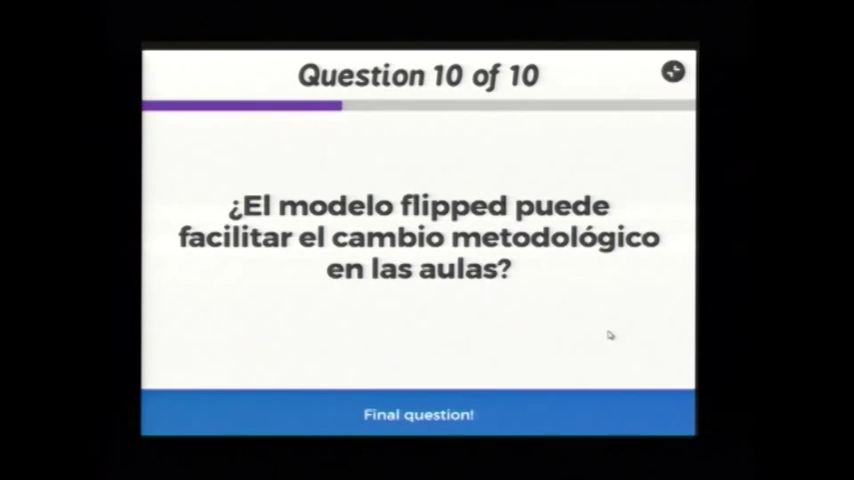 Question 10 of 10
¿El modelo flipped puede
facilitar el cambio metodológico
en las aulas?
Final question!